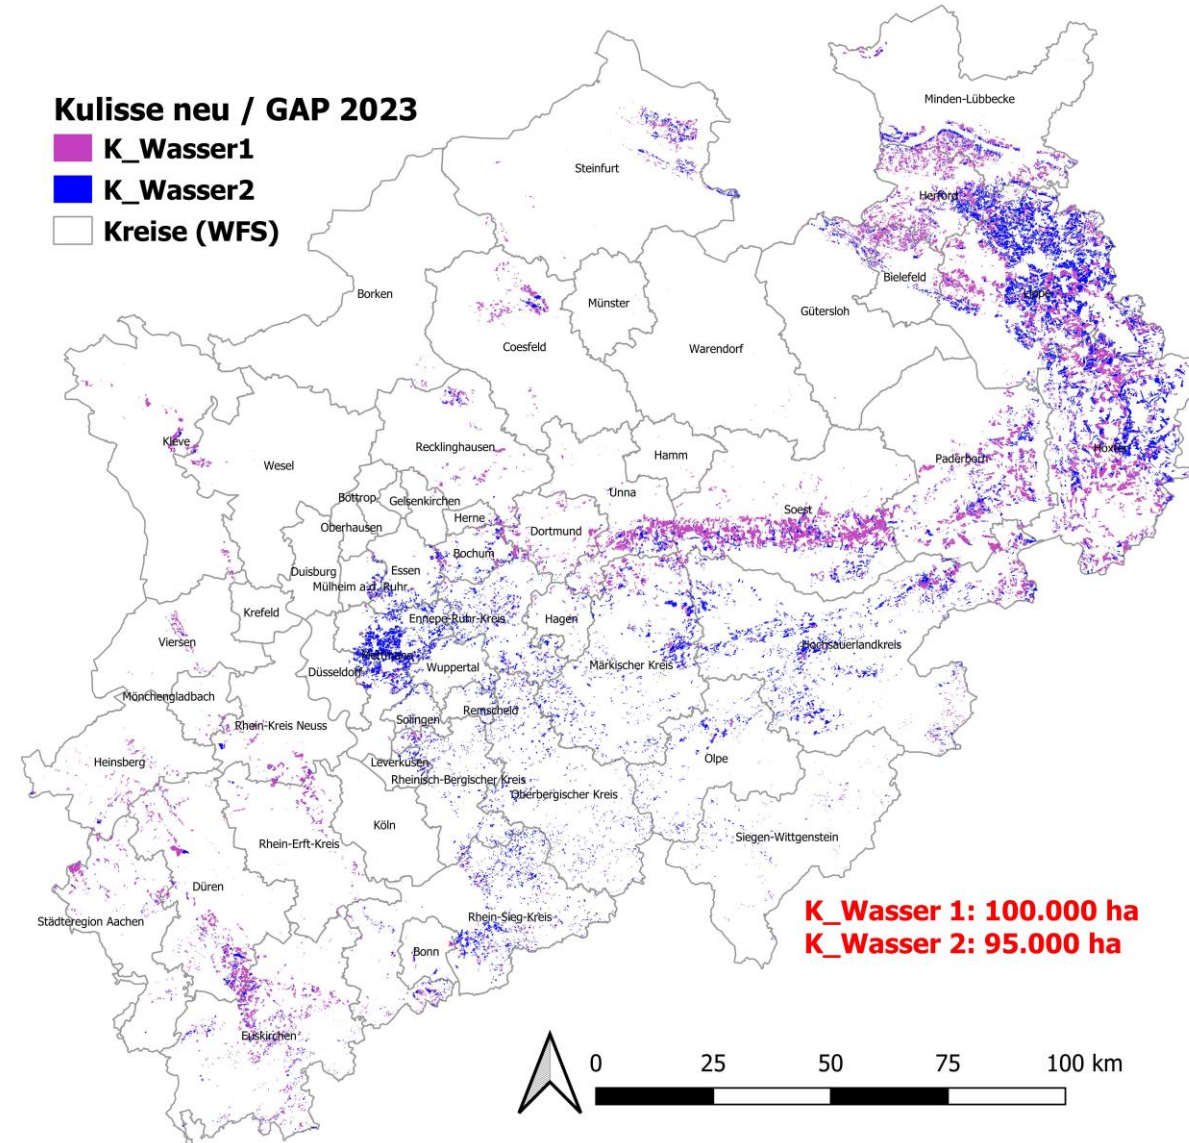 Kulisse neu / GAP 2023
K_Wasser1
K_Wasser2
Kreise (WFS)
Minden-Lübbecke
Steinfurt
Herford
Bielefeld
Borken
Münster
Gütersloh
Lippe
Coesfeld
Warendorf
Kleve
Recklinghausen
Hamm
Paderborn
Höxter
Wesel
Bottrop
Gelsenkirchen
Unna
Soest
Oberhausen
Herne
Dortmund
Bochum
Duisburg
Essen
Mülheim a.d. Ruhr
Krefeld
Ennepe-Ruhr-Kreis
Hagen
Viersen
Hochsauerlandkreis
Mettmann
Düsseldorf
Wuppertal
Märkischer Kreis
Mönchengladbach
Rhein-Kreis Neuss
Solingen
Remscheid
Heinsberg
Leverkusen
Olpe
Rheinisch-Bergischer Kreis
Oberbergischer Kreis
Köln
Rhein-Erft-Kreis
Siegen-Wittgenstein
Düren
Städteregion Aachen
Rhein-Sieg-Kreis
K_Wasser 1: 100.000 ha
K_Wasser 2: 95.000 ha
Bonn
Euskirchen
0 25 50 75 100 km